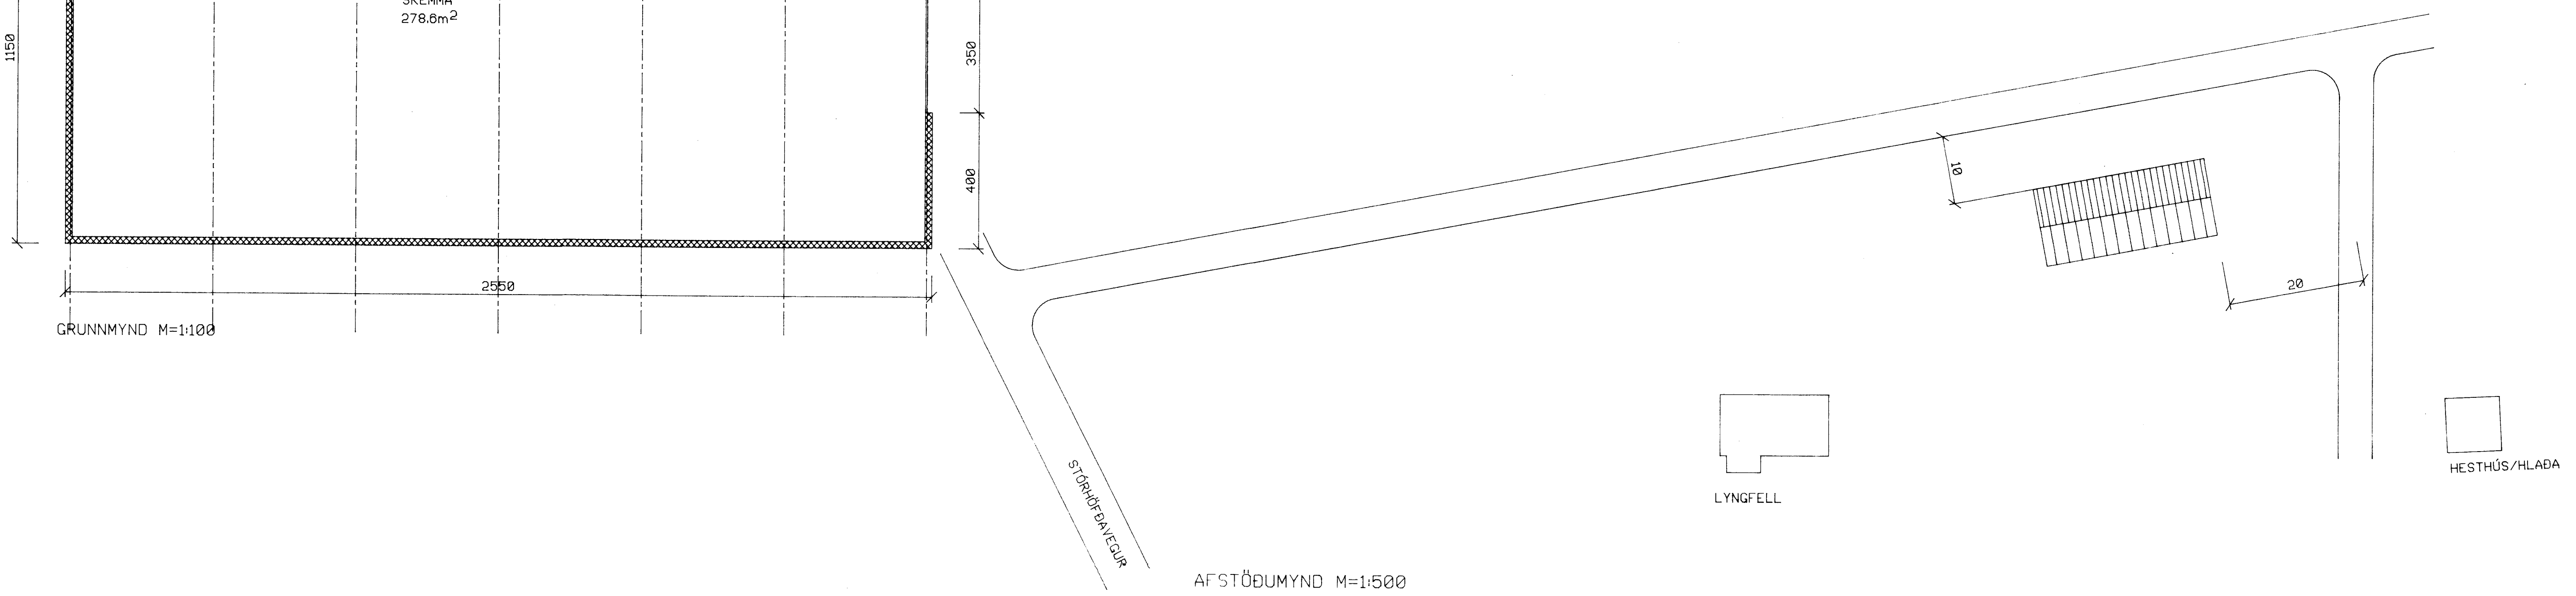 SKEMMA
278.6m²
1150
350
400
2550
GRUNNMYND M=1:100
10
20
STÓRHÖFÐAVEGUR
LYNGFELL
HESTHÚS/HLAÐA
AFSTÖÐUMYND M=1:500